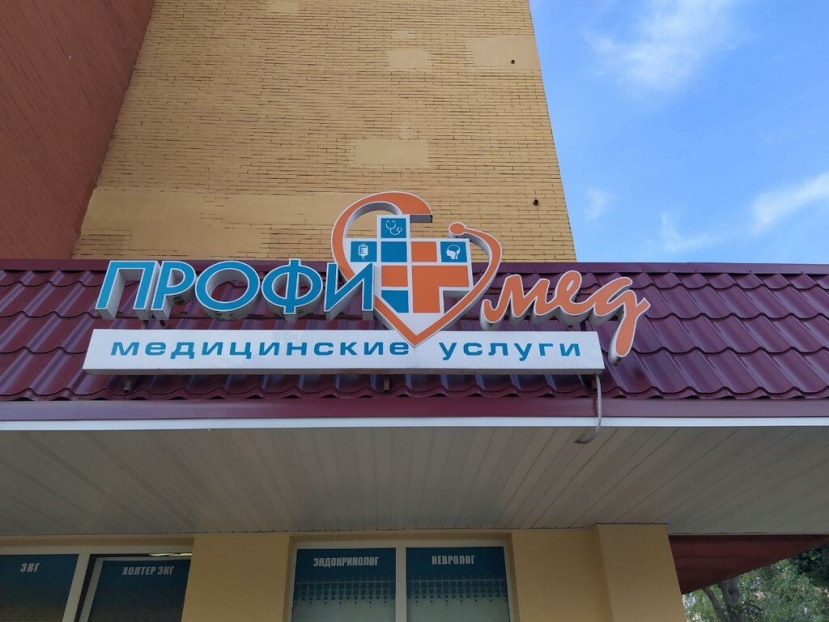 ПРОФИ мед
медицинские услуги
ЭКГ
ХОЛТЕР ЭКГ
ЭНДОКРИНОЛОГ
НЕВРОЛОГ